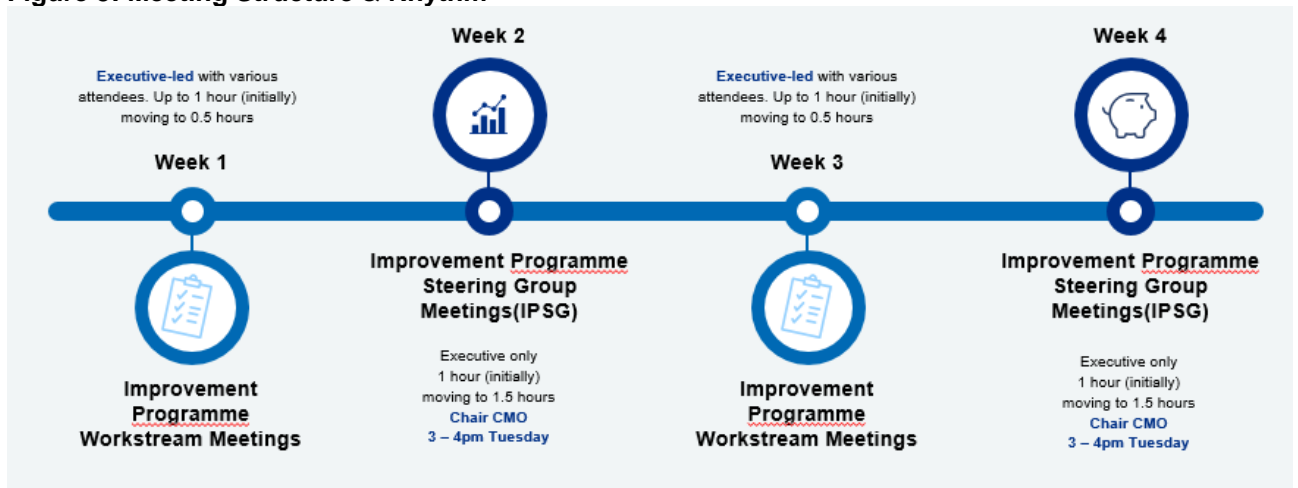 Week 2
Week 4
Executive-led with various
attendees. Up to 1 hour (initially)
moving to 0.5 hours
Executive-led with various
attendees. Up to 1 hour (initially)
moving to 0.5 hours
Week 1
Week 3
Improvement Programme
Steering Group
Meetings(IPSG)
Improvement Programme
Steering Group
Meetings(IPSG)
Executive only
1 hour (initially)
moving to 1.5 hours
Chair CMO
3 – 4pm Tuesday
Executive only
1 hour (initially)
moving to 1.5 hours
Chair CMO
3 – 4pm Tuesday
Improvement
Programme
Workstream Meetings
Improvement
Programme
Workstream Meetings